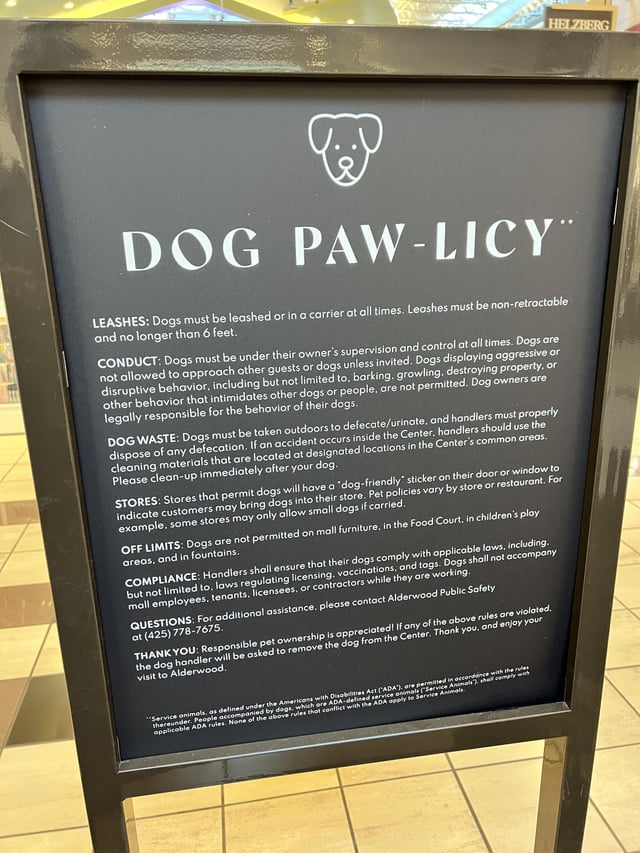 HELZBERG
DOG PAW-LICY**
LEASHES: Dogs must be leashed or in a carrier at all times. Leashes must be non-retractable
and no longer than 6 feet.
CONDUCT: Dogs must be under their owner's supervision and control at all times. Dogs are
not allowed to approach other guests or dogs unless invited. Dogs displaying aggressive or
disruptive behavior, including but not limited to, barking, growling, destroying property, or
other behavior that intimidates other dogs or people, are not permitted. Dog owners are
legally responsible for the behavior of their dogs.
DOG WASTE: Dogs must be taken outdoors to defecate/urinate, and handlers must properly
dispose of any defecation. If an accident occurs inside the Center, handlers should use the
cleaning materials that are located at designated locations in the Center's common areas.
Please clean-up immediately after your dog.
STORES: Stores that permit dogs will have a "dog-friendly" sticker on their door or window to
indicate customers may bring dogs into their store. Pet policies vary by store or restaurant. For
example, some stores may only allow small dogs if carried.
OFF LIMITS: Dogs are not permitted on mall furniture, in the Food Court, in children's play
areas, and in fountains.
COMPLIANCE: Handlers shall ensure that their dogs comply with applicable laws, including,
but not limited to, laws regulating licensing, vaccinations, and tags. Dogs shall not accompany
mall employees, tenants, licensees, or contractors while they are working.
QUESTIONS: For additional assistance, please contact Alderwood Public Safety
at (425) 778-7675.
THANK YOU: Responsible pet ownership is appreciated! If any of the above rules are violated,
the dog handler will be asked to remove the dog from the Center. Thank you, and enjoy your
visit to Alderwood.
**Service animals, as defined under the Americans with Disabilities Act ("ADA"), are permitted in accordance with the rules
thereunder. People accompanied by dogs, which are ADA-defined service animals ("Service Animals"), shall comply with
applicable ADA rules. None of the above rules that conflict with the ADA apply to Service Animals.